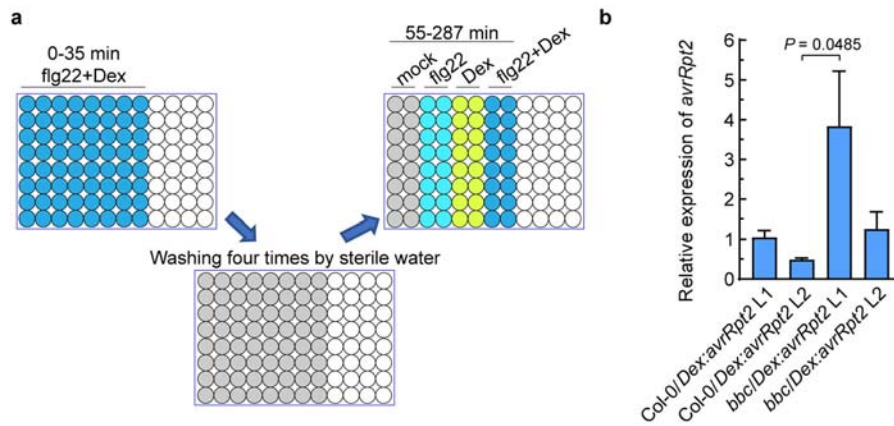 a
0-35 min
flg22+Dex
55-287 min
mock
flg22
Dex
flg22+Dex
Washing four times by sterile water
b
P = 0.0485
Relative expression of avrRpt2
6
5
4
3
2
1
0
Col-0/Dex:avrRpt2 L1
Col-0/Dex:avrRpt2 L2
bbc/Dex:avrRpt2 L1
bbc/Dex:avrRpt2 L2